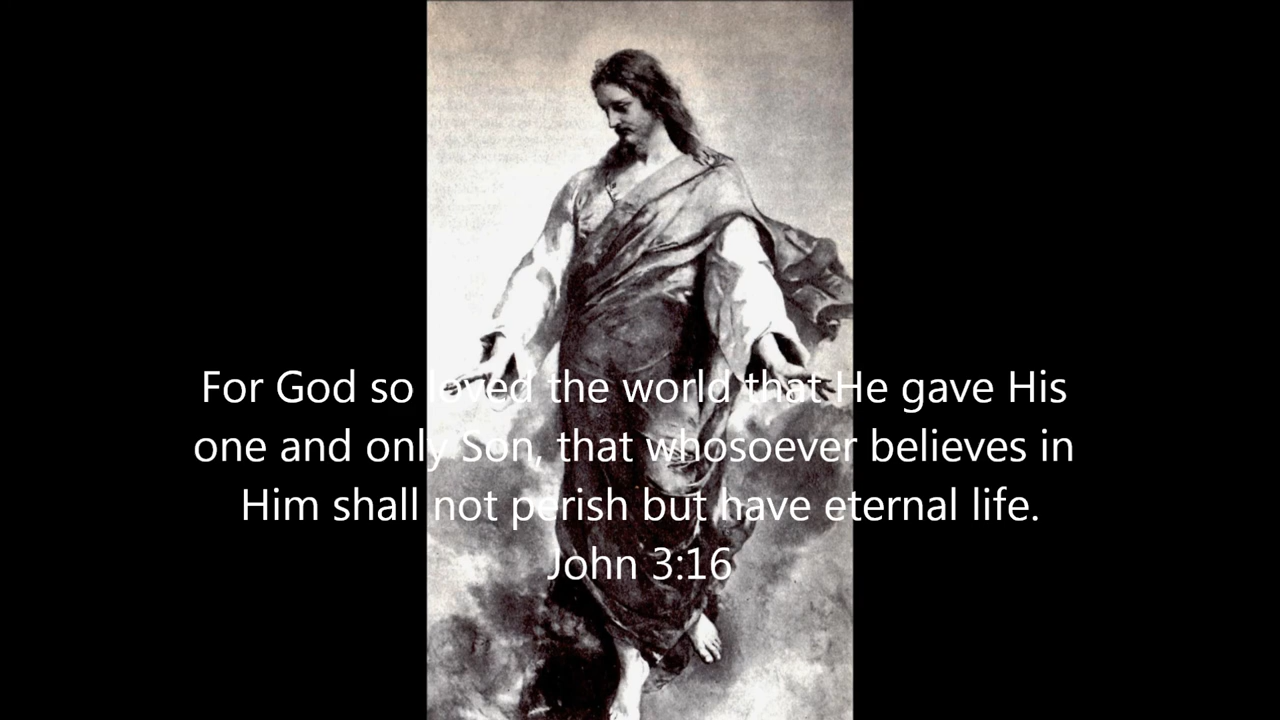 For God so loved the world that He gave His
one and only Son, that whosoever believes in
Him shall not perish but have eternal life.
John 3:16